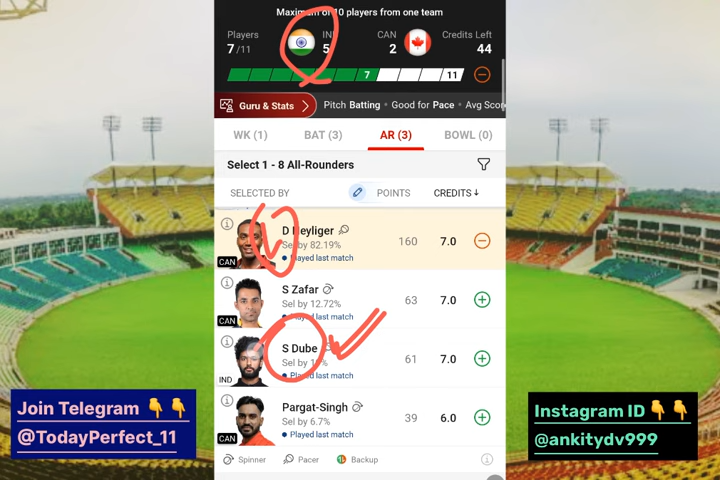 Maximum of 10 players from one team
Players
7 /11
IND
5
CAN
2
Credits Left
44
7
11
Guru & Stats
Pitch Batting • Good for Pace • Avg Scor
WK (1)
BAT (3)
AR (3)
BOWL (0)
Select 1 - 8 All-Rounders
SELECTED BY
POINTS
CREDITS ↓
D Heyliger
Sel by 82.19%
Played last match
CAN
160
7.0
S Zafar
Sel by 12.72%
Played last match
CAN
63
7.0
S Dube
Sel by
Played last match
IND
61
7.0
Pargat-Singh
Sel by 6.7%
Played last match
CAN
39
6.0
Spinner
Pacer
Backup
Join Telegram 👇👇
@TodayPerfect_11
Instagram ID👇👇
@ankitydv999